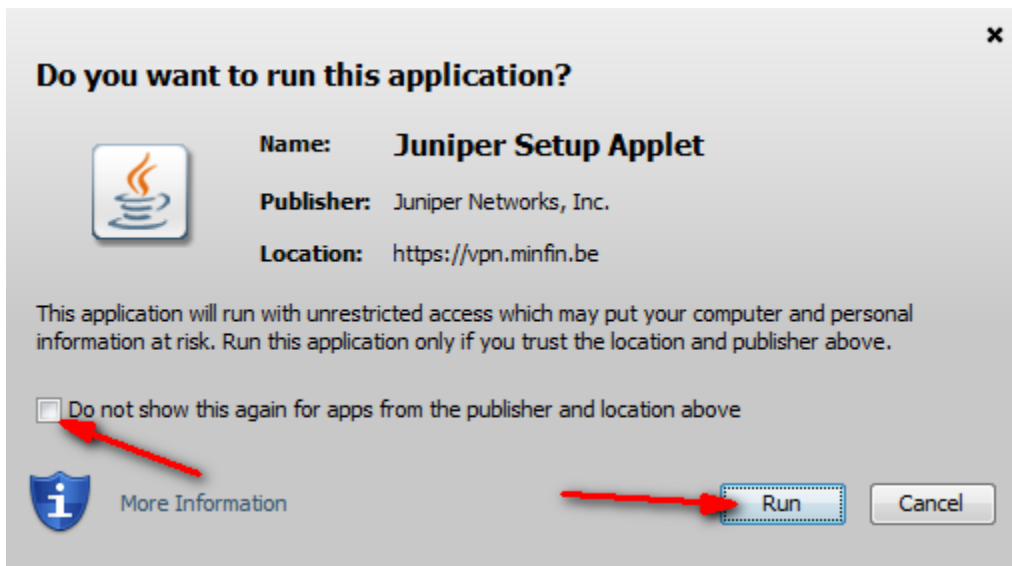 Do you want to run this application?
Name: Juniper Setup Applet
Publisher: Juniper Networks, Inc.
Location: https://vpn.minfin.be
This application will run with unrestricted access which may put your computer and personal
information at risk. Run this application only if you trust the location and publisher above.
Do not show this again for apps from the publisher and location above
More Information
Run Cancel